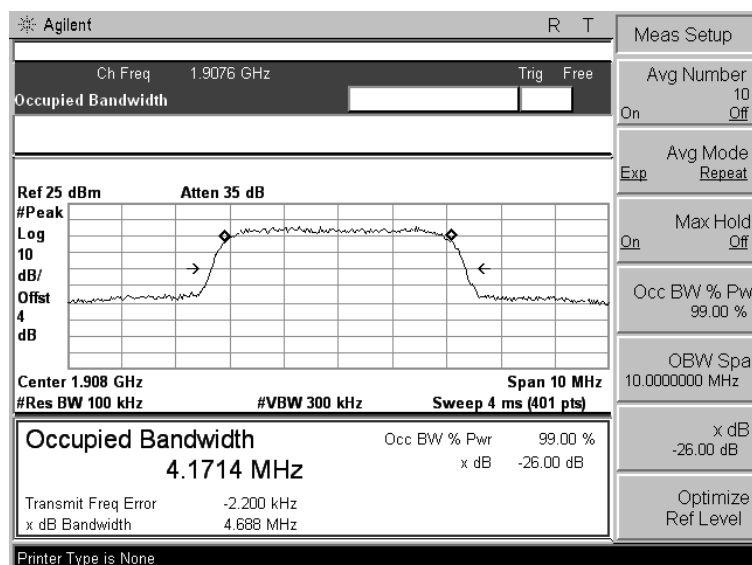 Agilent R T
Ch Freq 1.9076 GHz Trig Free
Occupied Bandwidth
Ref 25 dBm Atten 35 dB
#Peak
Log
10
dB/
Offst
4
dB
Center 1.908 GHz Span 10 MHz
#Res BW 100 kHz #VBW 300 kHz Sweep 4 ms (401 pts)
Occupied Bandwidth Occ BW % Pwr 99.00 %
4.1714 MHz x dB -26.00 dB
Transmit Freq Error -2.200 kHz
x dB Bandwidth 4.688 MHz
Printer Type is None
Meas Setup
Avg Number
10
On Off
Avg Mode
Exp Repeat
Max Hold
On Off
Occ BW % Pw
99.00 %
OBW Spa
10.0000000 MHz
x dB
-26.00 dB
Optimize
Ref Level